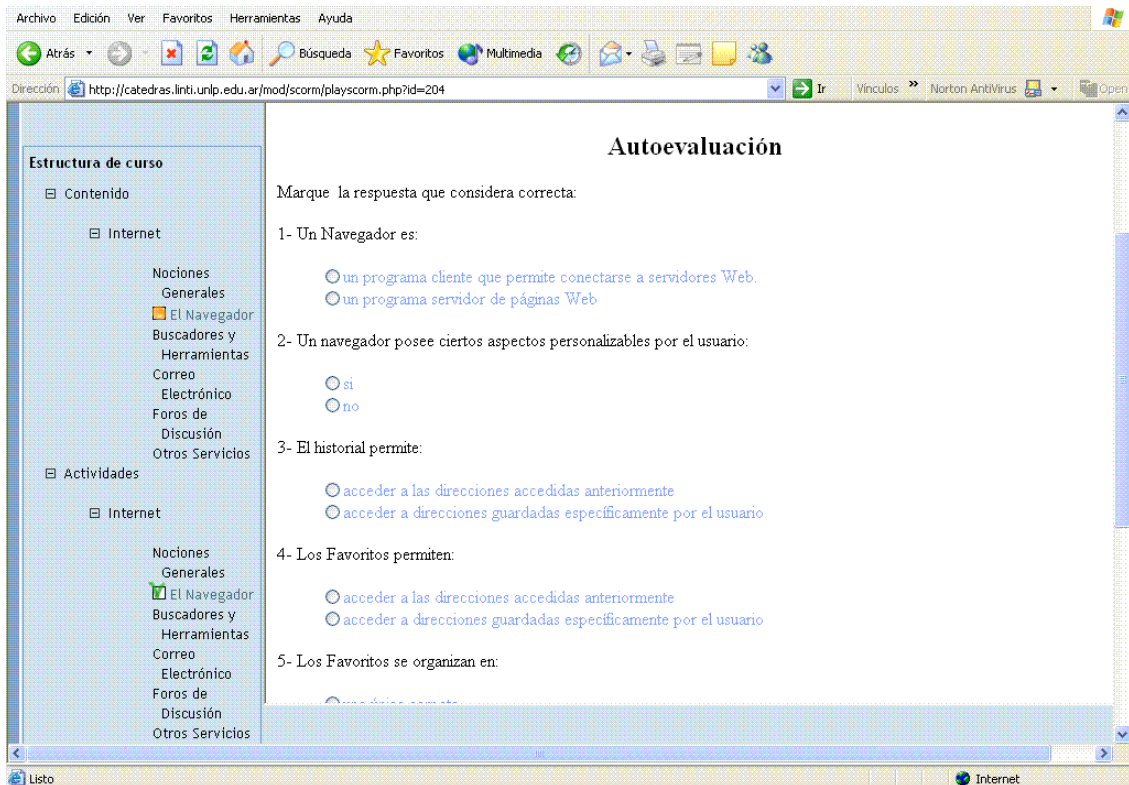 Archivo Edición Ver Favoritos Herramientas Ayuda
Atrás Búsqueda Favoritos Multimedia
Dirección http://catedras.linti.unlp.edu.ar/mod/scorm/playscorm.php?id=204 Ir Vínculos » Norton AntiVirus Open
Estructura de curso
Contenido
Internet
Nociones
Generales
El Navegador
Buscadores y
Herramientas
Correo
Electrónico
Foros de
Discusión
Otros Servicios
Actividades
Internet
Nociones
Generales
El Navegador
Buscadores y
Herramientas
Correo
Electrónico
Foros de
Discusión
Otros Servicios
Autoevaluación
Marque la respuesta que considera correcta:
1- Un Navegador es:
un programa cliente que permite conectarse a servidores Web.
un programa servidor de páginas Web
2- Un navegador posee ciertos aspectos personalizables por el usuario:
si
no
3- El historial permite:
acceder a las direcciones accedidas anteriormente
acceder a direcciones guardadas específicamente por el usuario
4- Los Favoritos permiten:
acceder a las direcciones accedidas anteriormente
acceder a direcciones guardadas específicamente por el usuario
5- Los Favoritos se organizan en:
Listo Internet